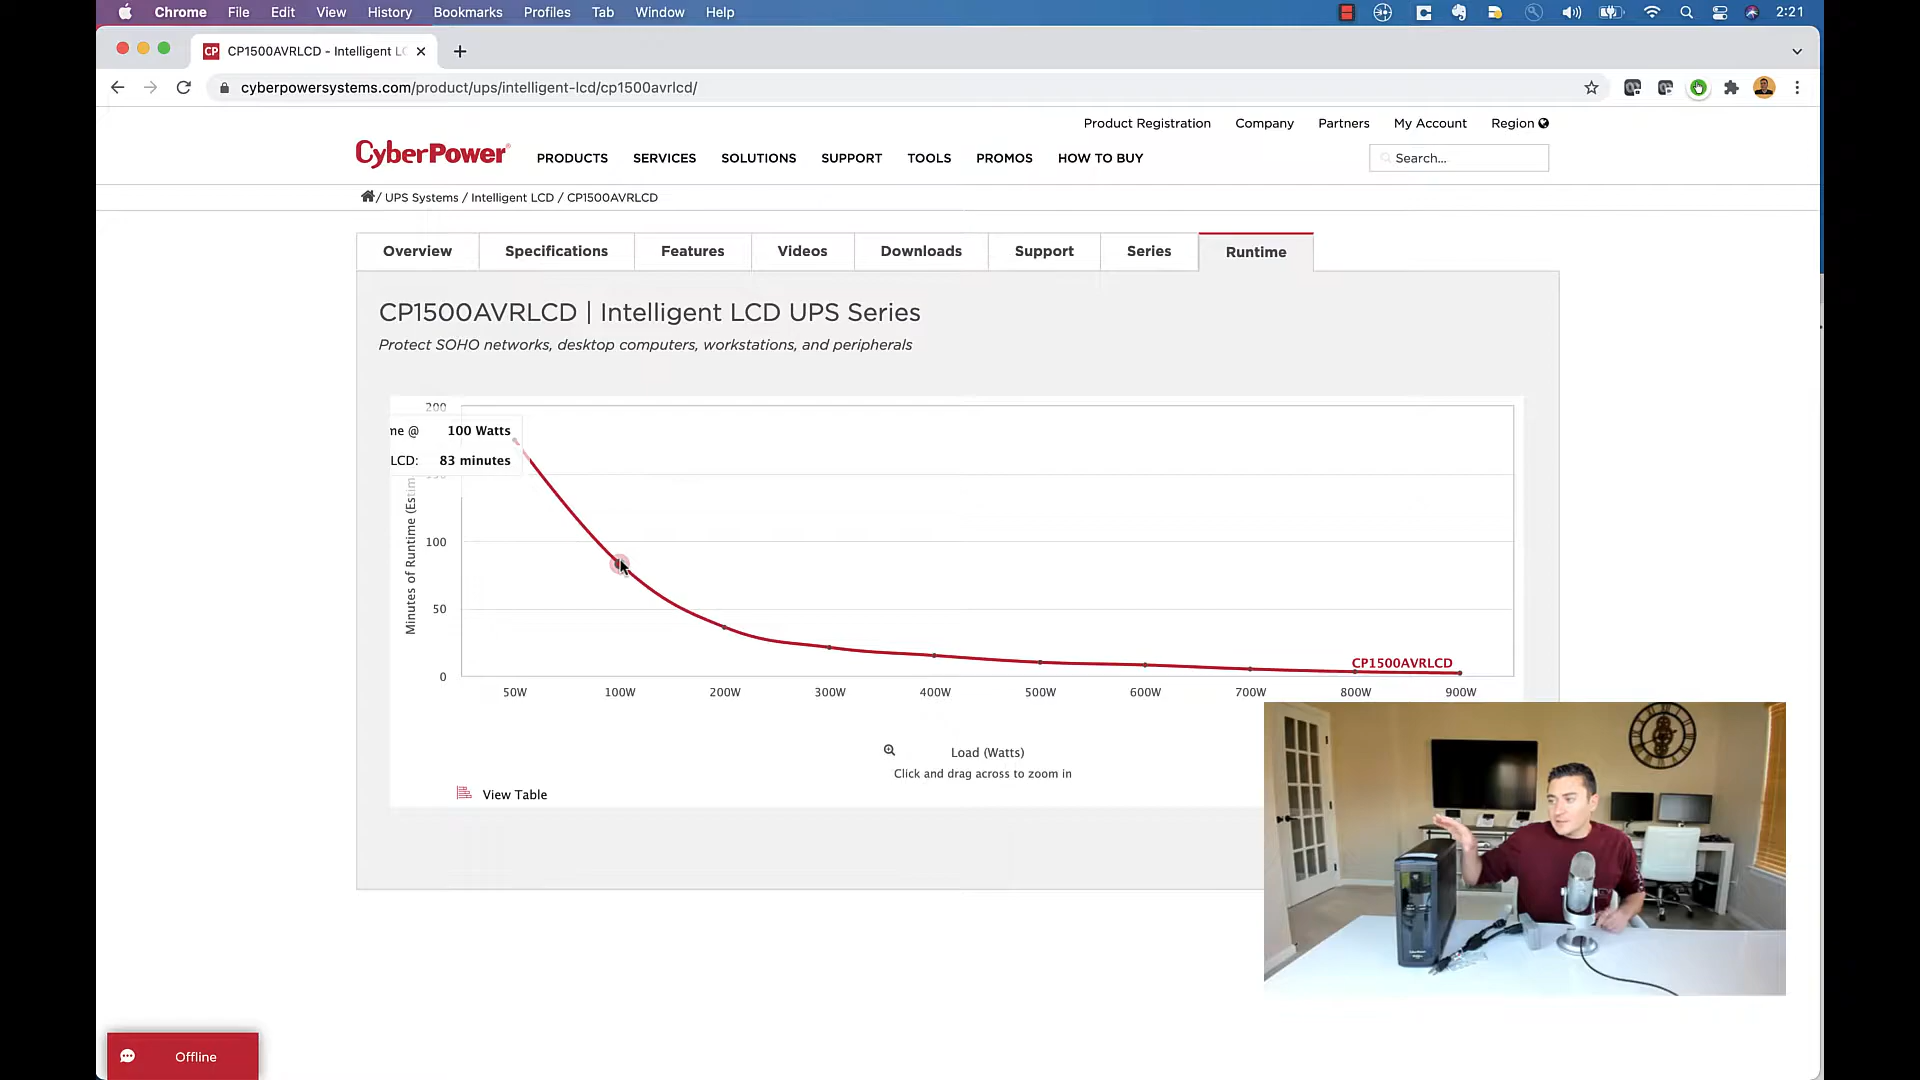 Chrome File Edit View History Bookmarks Profiles Tab Window Help 2:21
CP CP1500AVRLCD - Intelligent LC
cyberpowersystems.com/product/ups/intelligent-lcd/cp1500avrlcd/
Product Registration Company Partners My Account Region
CyberPower PRODUCTS SERVICES SOLUTIONS SUPPORT TOOLS PROMOS HOW TO BUY Search...
/ UPS Systems / Intelligent LCD / CP1500AVRLCD
Overview Specifications Features Videos Downloads Support Series Runtime
CP1500AVRLCD | Intelligent LCD UPS Series
Protect SOHO networks, desktop computers, workstations, and peripherals
200
me @ 100 Watts
LCD: 83 minutes
Minutes of Runtime (Estim
100
50
0
CP1500AVRLCD
50W 100W 200W 300W 400W 500W 600W 700W 800W 900W
Load (Watts)
Click and drag across to zoom in
View Table
Offline